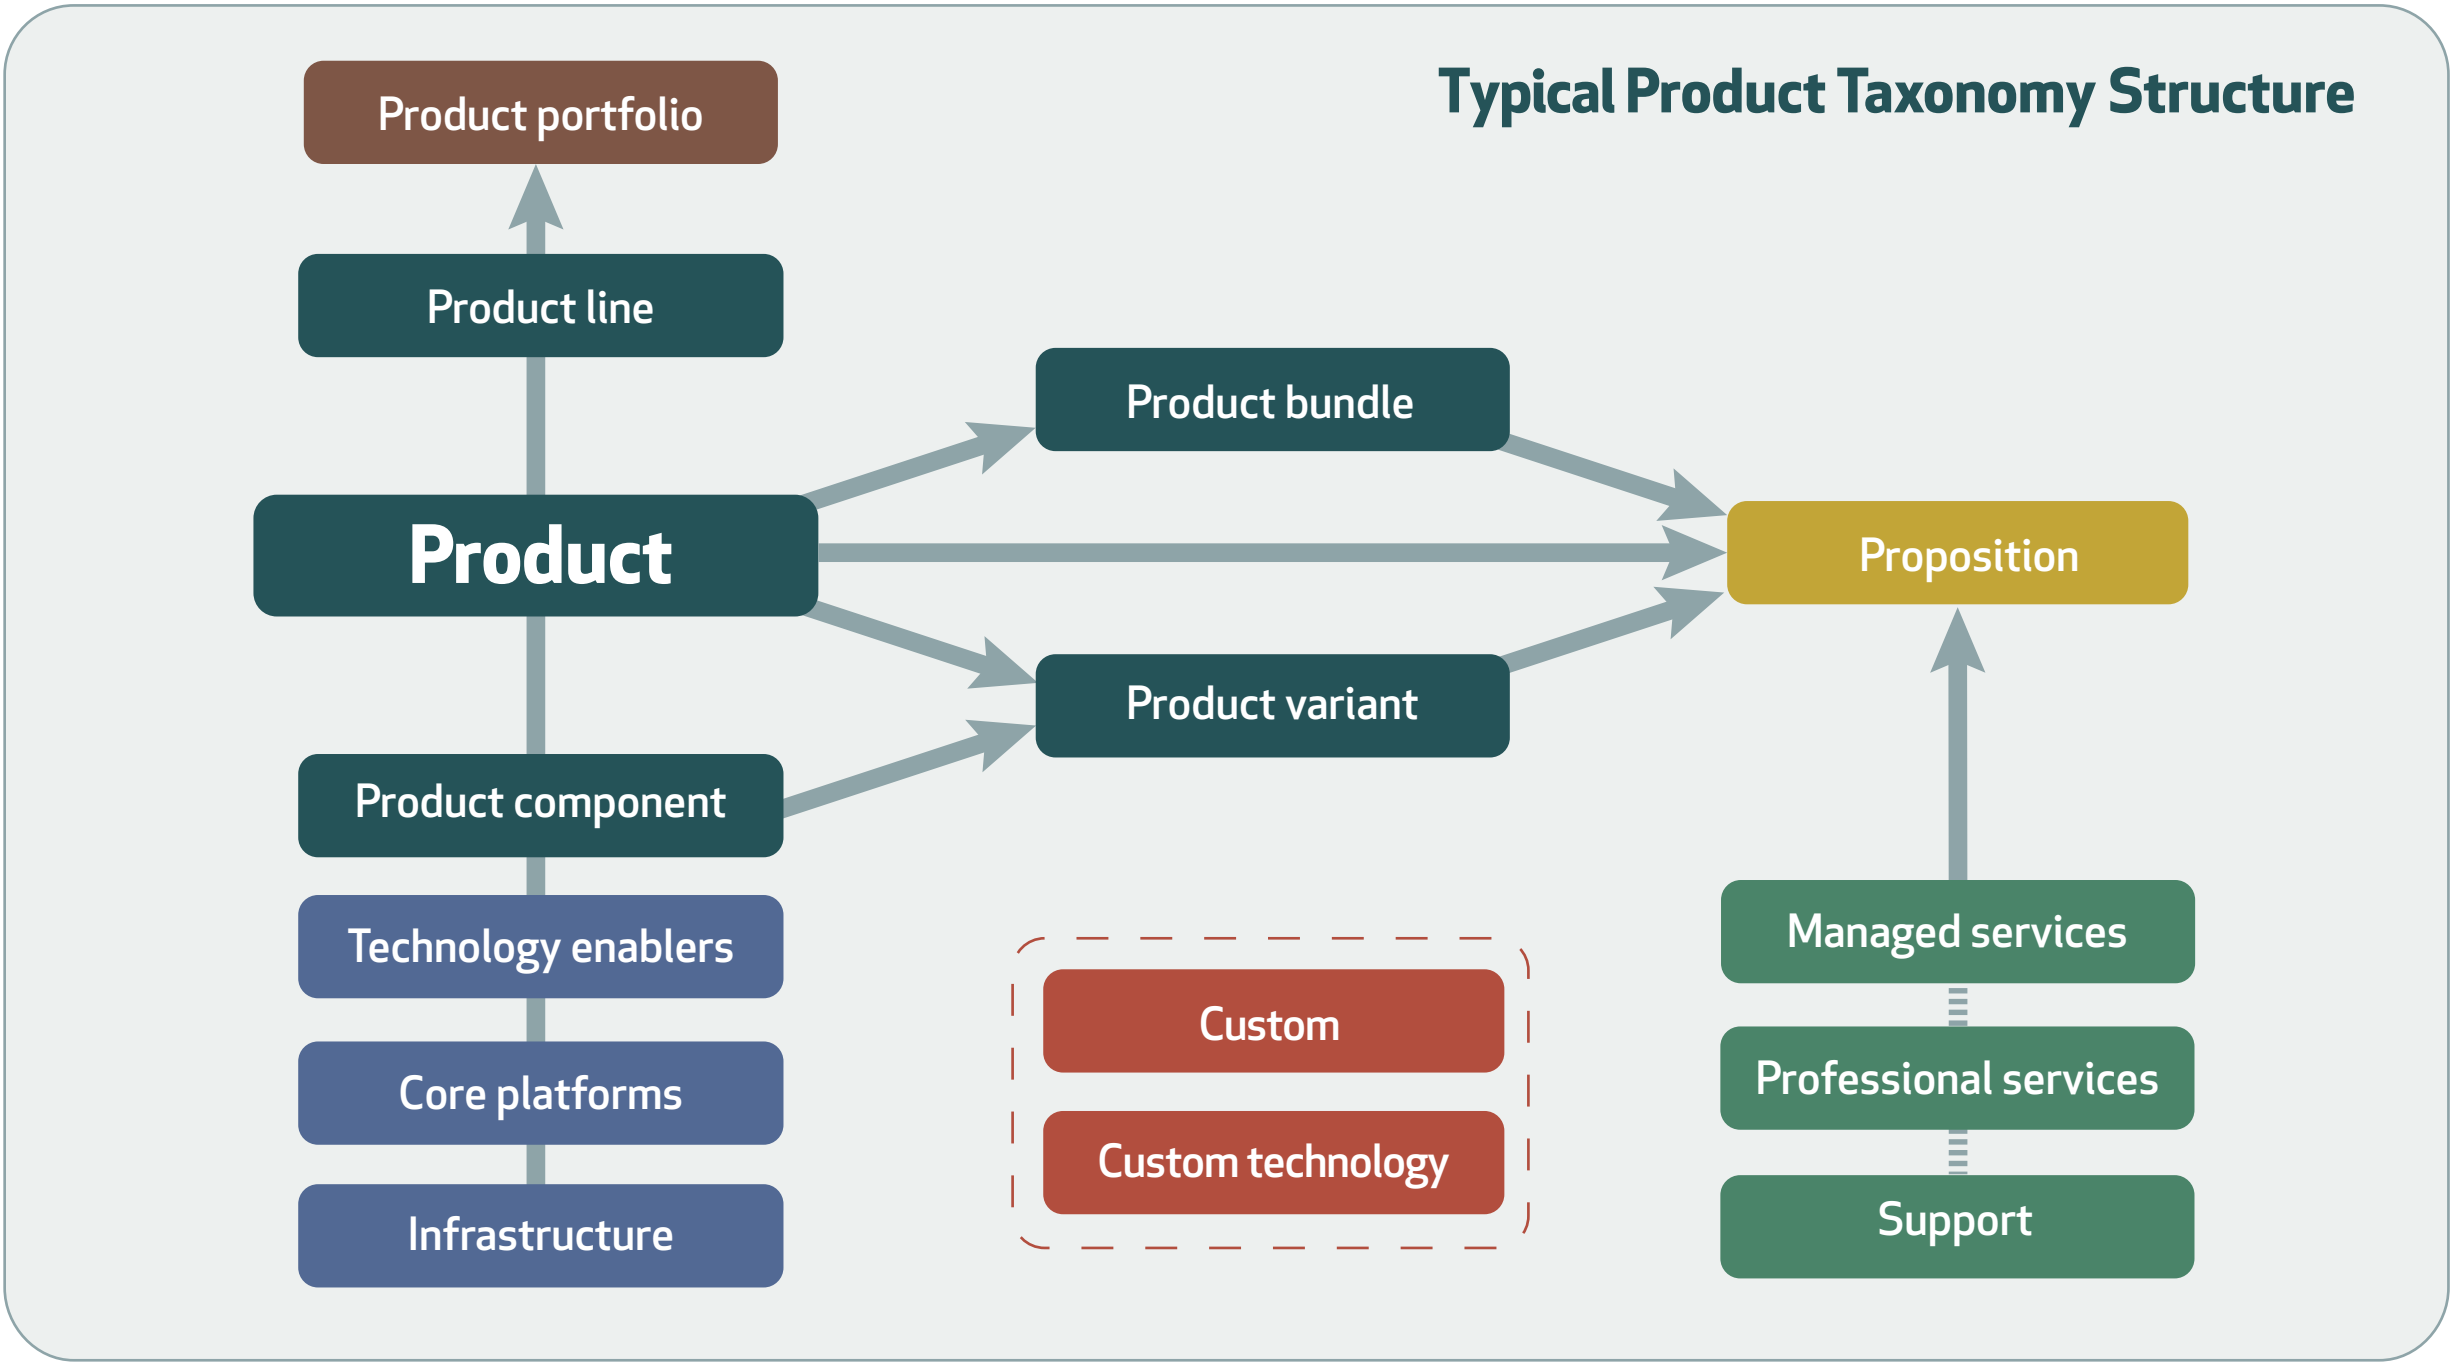 Typical Product Taxonomy Structure
Product portfolio
Product line
Product bundle
Product
Proposition
Product variant
Product component
Technology enablers
Managed services
Custom
Core platforms
Professional services
Custom technology
Infrastructure
Support